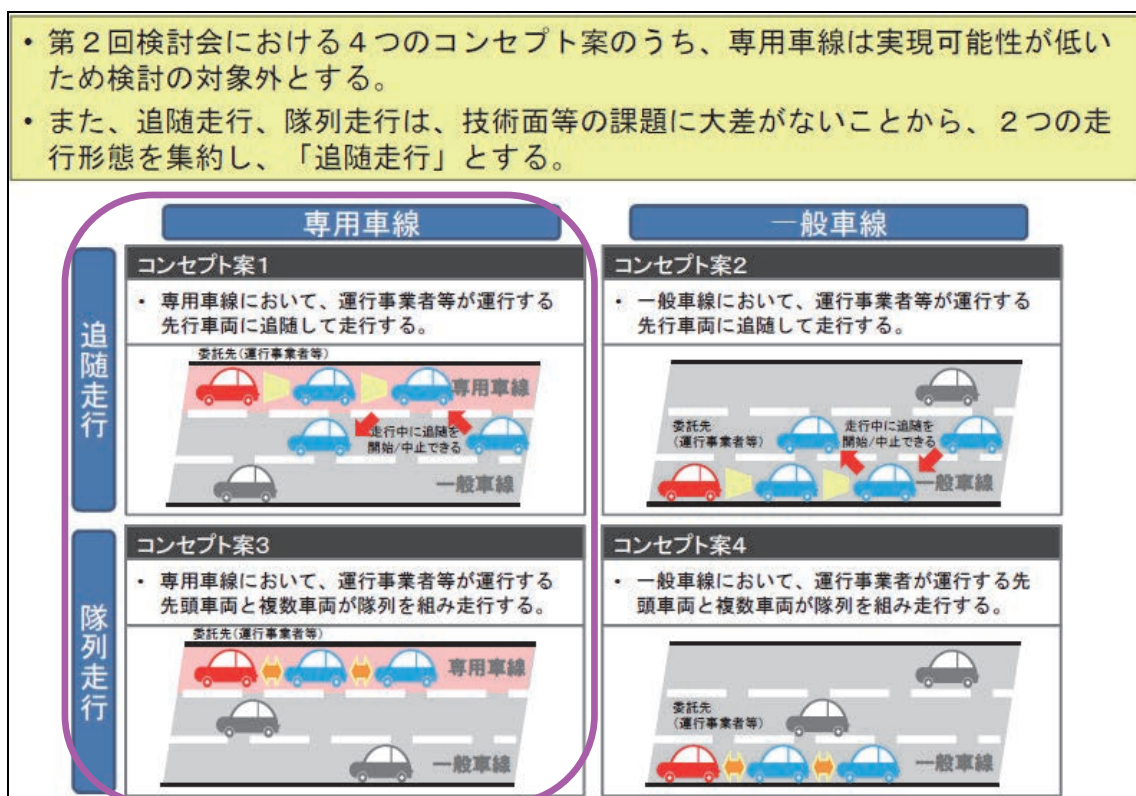 ・第２回検討会における４つのコンセプト案のうち、専用車線は実現可能性が低い
ため検討の対象外とする。
・また、追随走行、隊列走行は、技術面等の課題に大差がないことから、２つの走
行形態を集約し、「追随走行」とする。
専用車線
一般車線
追随走行
コンセプト案1
・専用車線において、運行事業者等が運行する
先行車両に追随して走行する。
委託先(運行事業者等)
専用車線
走行中に追随を
開始/中止できる
一般車線
コンセプト案2
・一般車線において、運行事業者等が運行する
先行車両に追随して走行する。
委託先
(運行事業者等)
走行中に追随を
開始/中止できる
一般車線
隊列走行
コンセプト案3
・専用車線において、運行事業者等が運行する
先頭車両と複数車両が隊列を組み走行する。
委託先(運行事業者等)
専用車線
一般車線
コンセプト案4
・一般車線において、運行事業者が運行する先
頭車両と複数車両が隊列を組み走行する。
委託先
(運行事業者等)
一般車線